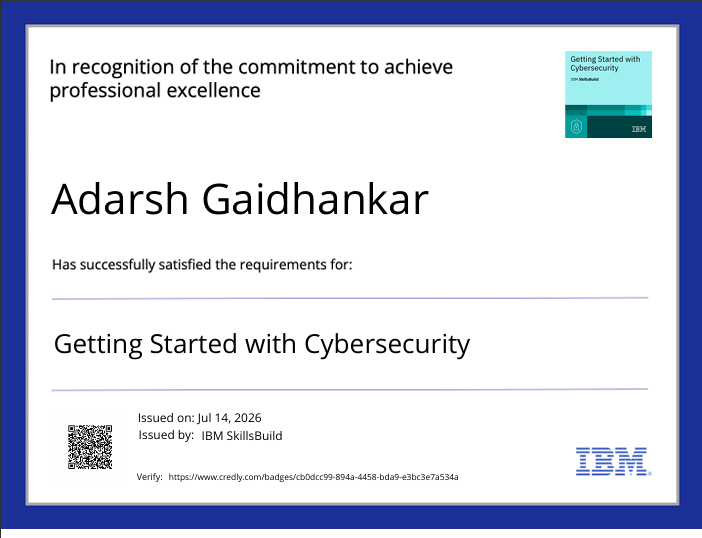 In recognition of the commitment to achieve
professional excellence
Getting Started with
Cybersecurity
IBM SkillsBuild
IBM
Adarsh Gaidhankar
Has successfully satisfied the requirements for:
Getting Started with Cybersecurity
Issued on: Jul 14, 2026
Issued by: IBM SkillsBuild
Verify: https://www.credly.com/badges/cb0dcc99-894a-4458-bda9-e3bc3e7a534a
IBM